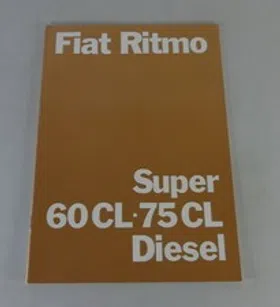 Fiat Ritmo
Super
60 CL·75 CL
Diesel